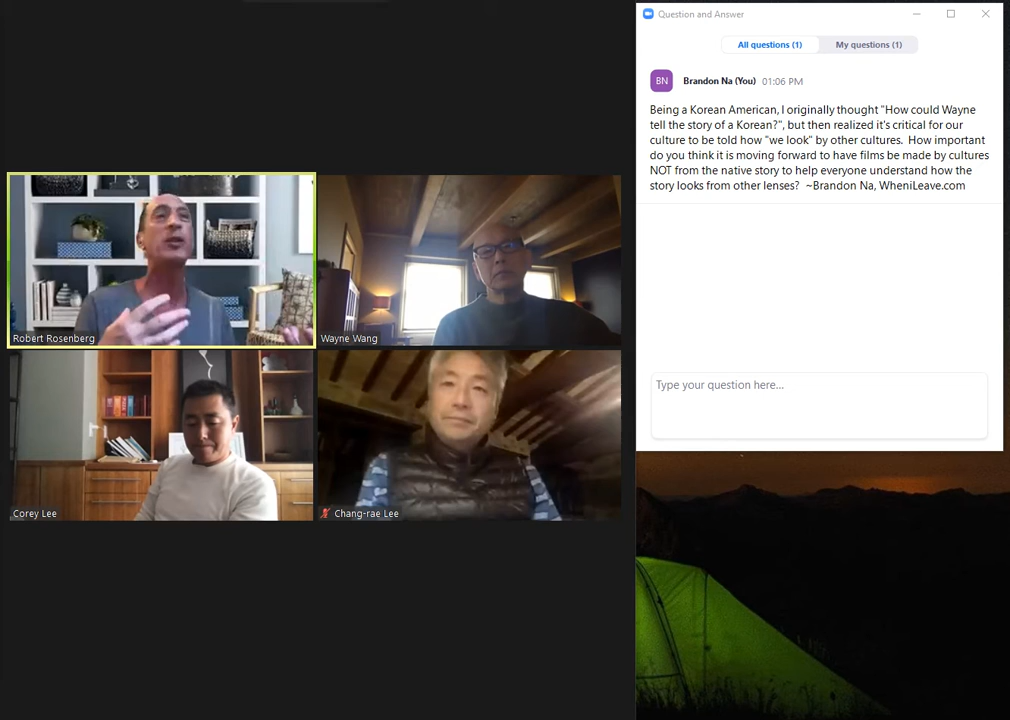 Question and Answer
All questions (1)
My questions (1)
BN
Brandon Na (You) 01:06 PM
Being a Korean American, I originally thought "How could Wayne
tell the story of a Korean?", but then realized it's critical for our
culture to be told how "we look" by other cultures.  How important
do you think it is moving forward to have films be made by cultures
NOT from the native story to help everyone understand how the
story looks from other lenses?  ~Brandon Na, WheniLeave.com
Type your question here...
Robert Rosenberg
Wayne Wang
Corey Lee
Chang-rae Lee